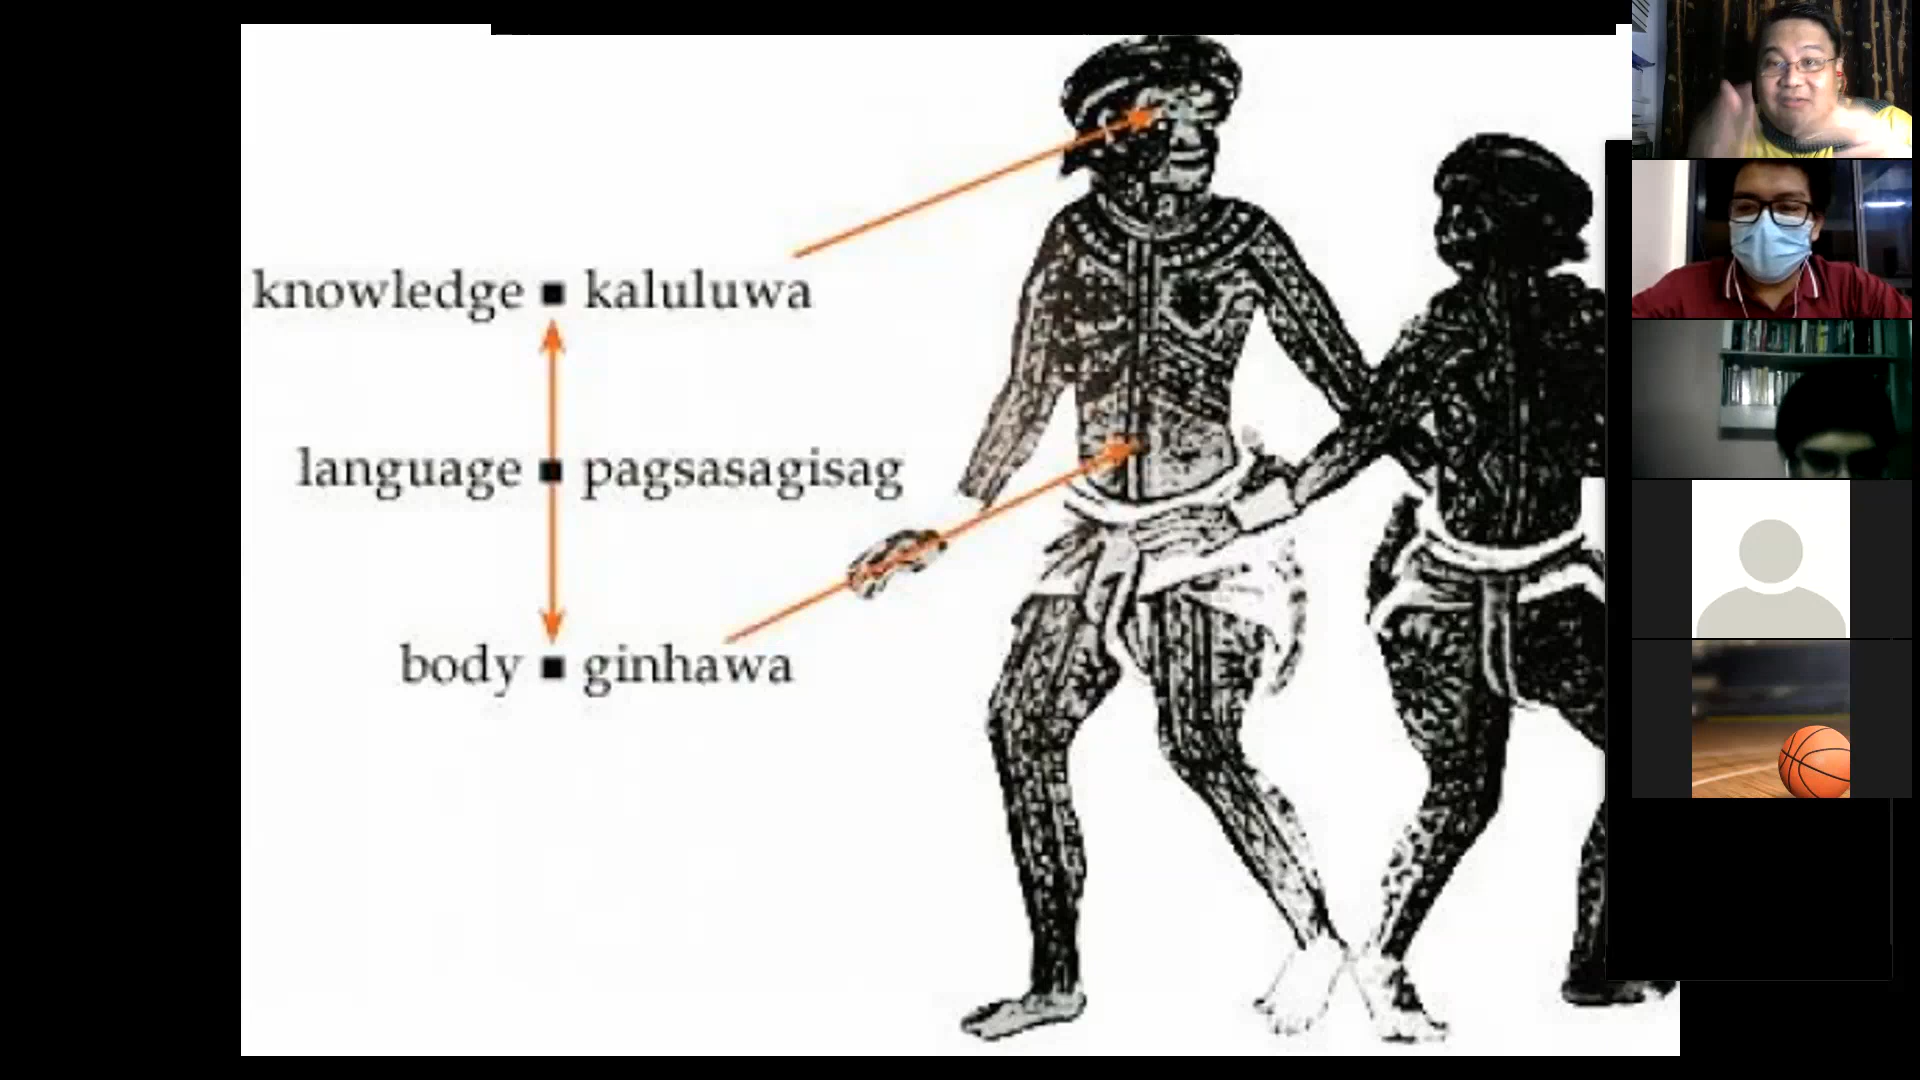 knowledge ▪ kaluluwa
language ▪ pagsasagisag
body ▪ ginhawa